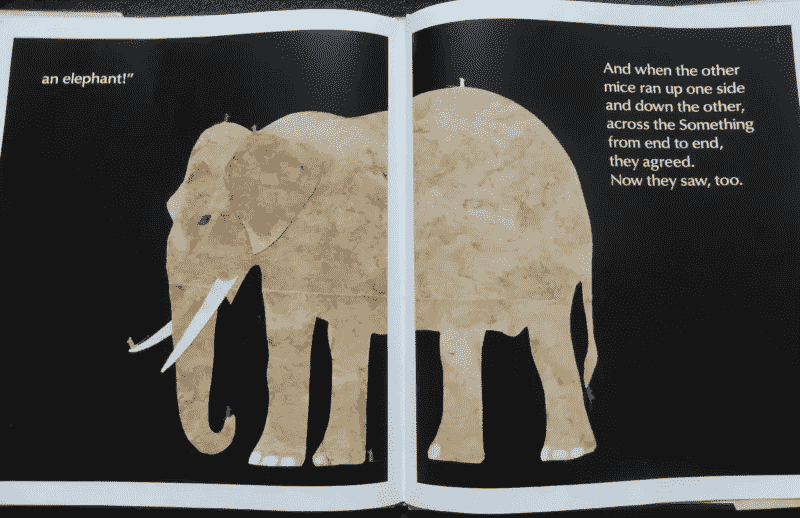 an elephant!”
And when the other
mice ran up one side
and down the other,
across the Something
from end to end,
they agreed.
Now they saw, too.